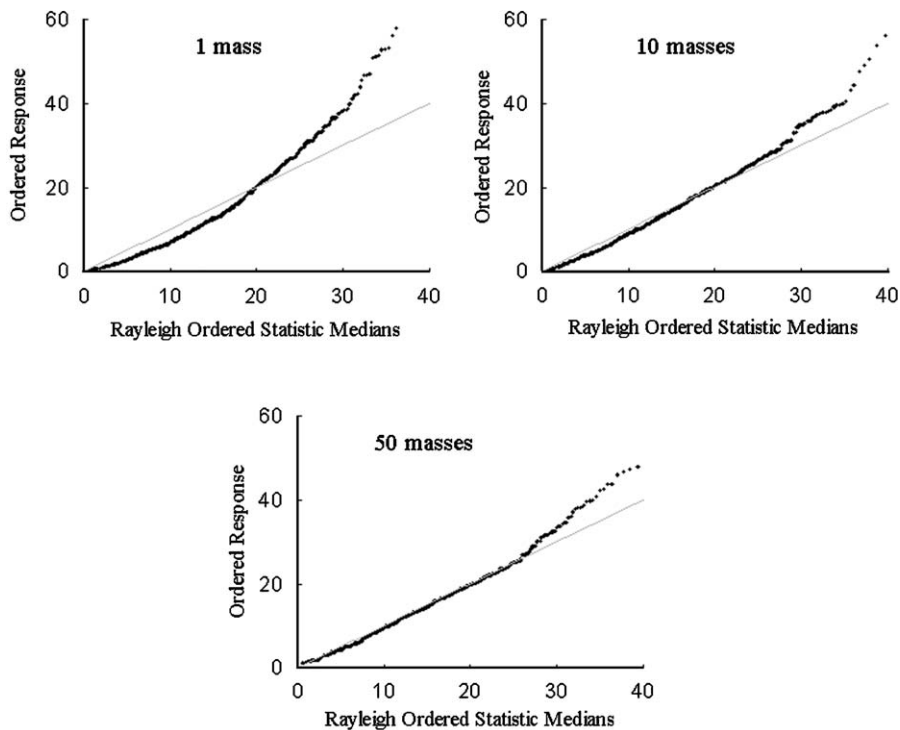 1 mass
Ordered Response
60
40
20
0
0 10 20 30 40
Rayleigh Ordered Statistic Medians
10 masses
Ordered Response
60
40
20
0
0 10 20 30 40
Rayleigh Ordered Statistic Medians
50 masses
Ordered Response
60
40
20
0
0 10 20 30 40
Rayleigh Ordered Statistic Medians